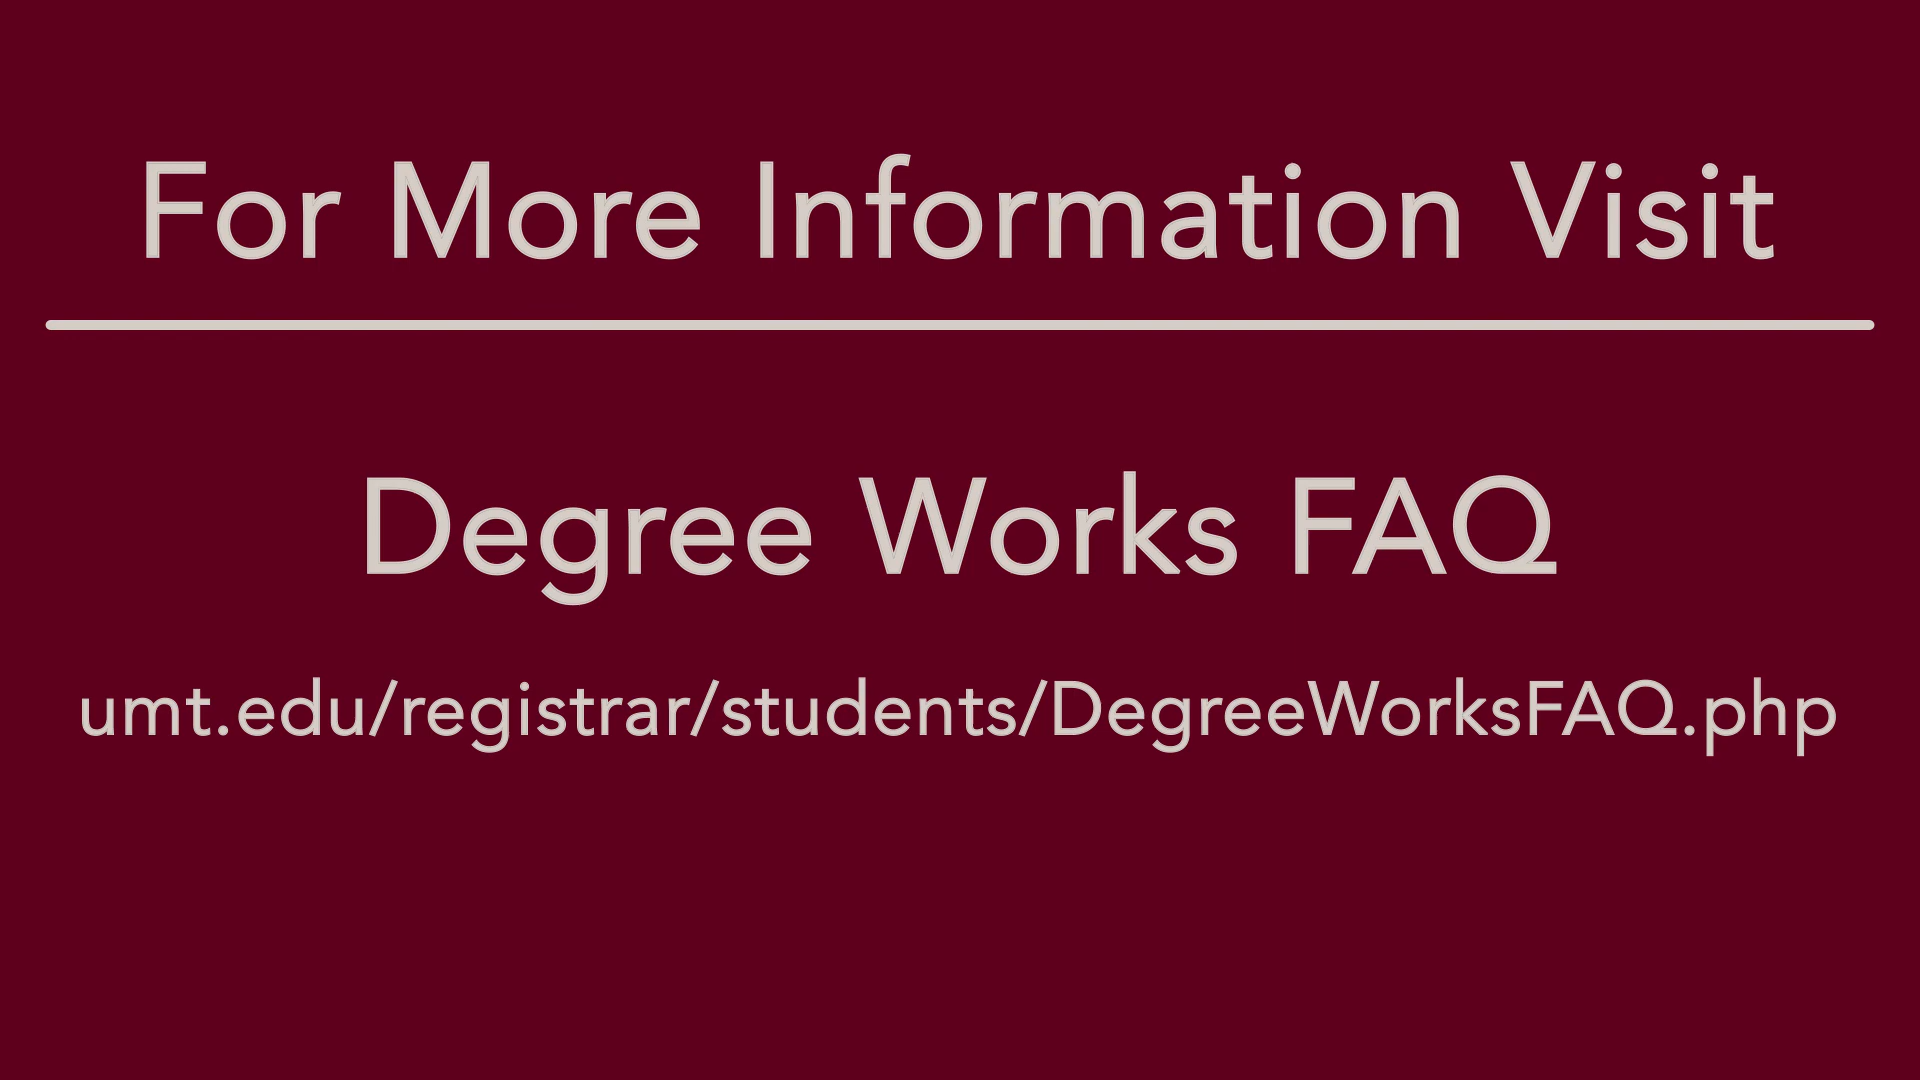 For More Information Visit
Degree Works FAQ
umt.edu/registrar/students/DegreeWorksFAQ.php